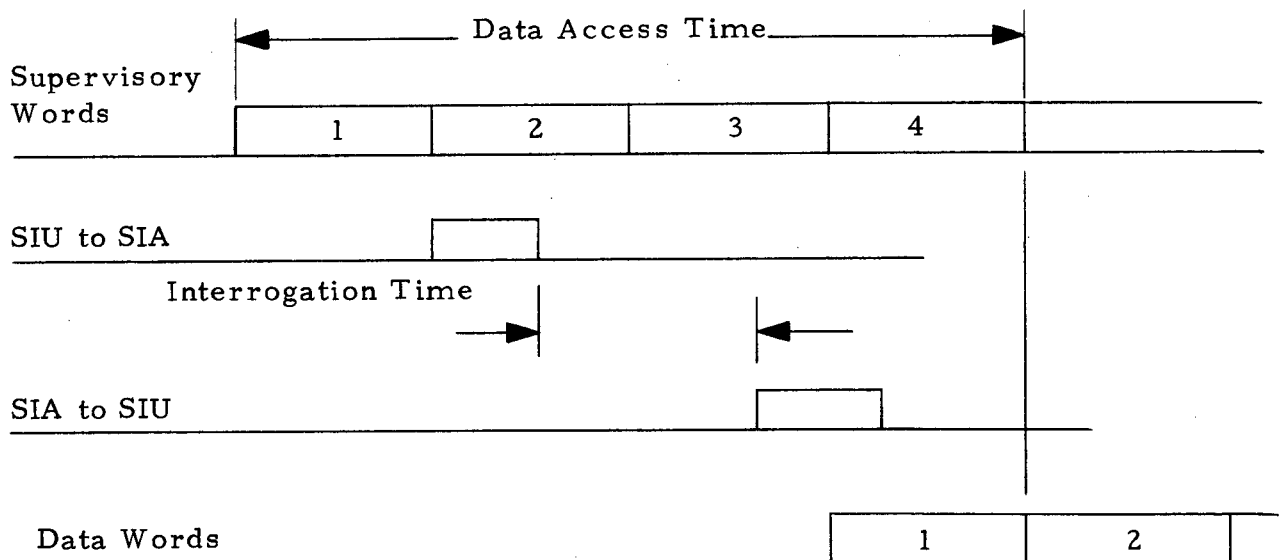 Data Access Time
Supervisory
Words
1 2 3 4
SIU to SIA
Interrogation Time
SIA to SIU
Data Words
1 2